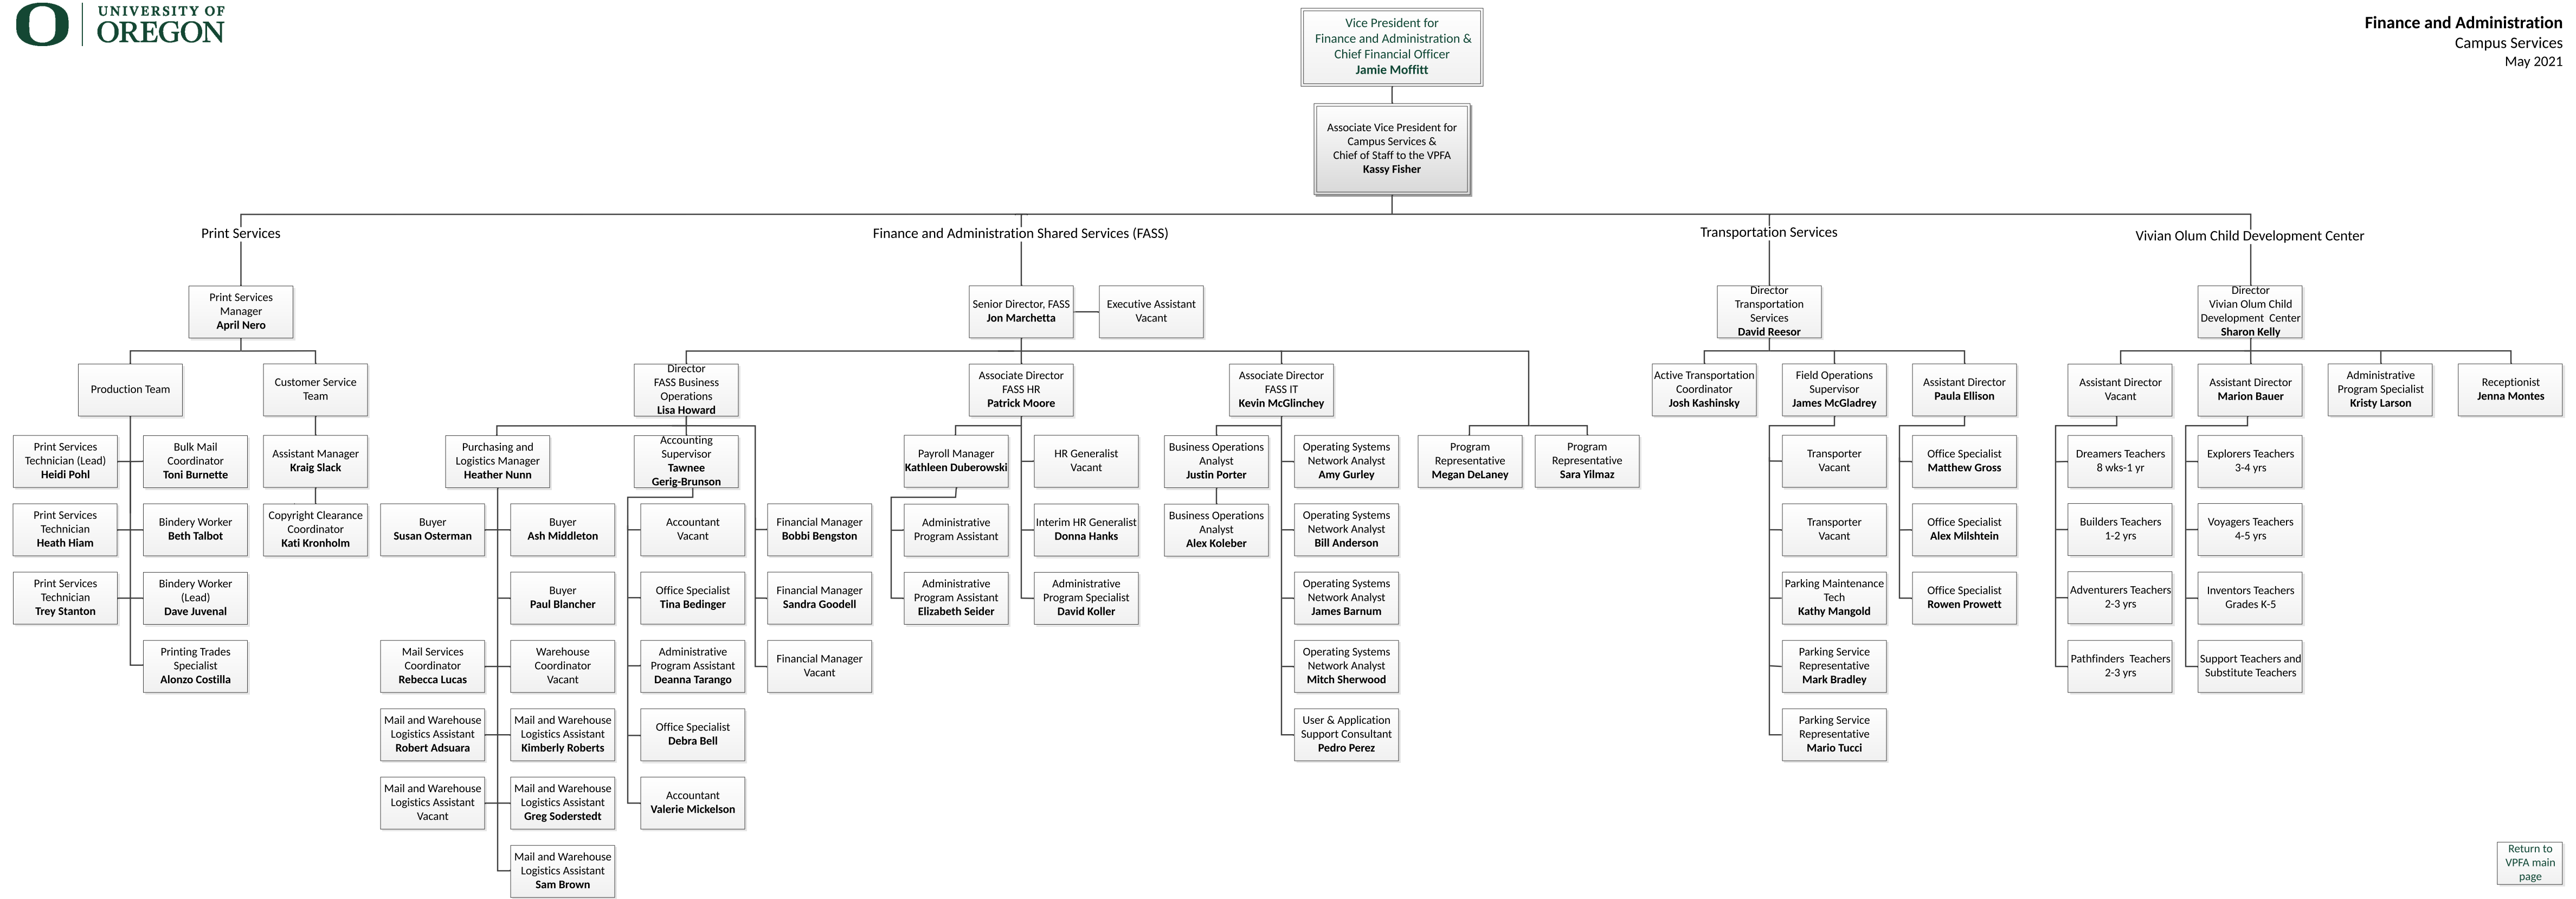 UNIVERSITY OF
OREGON
Finance and Administration
Campus Services
May 2021
Vice President for
Finance and Administration &
Chief Financial Officer
Jamie Moffitt
Associate Vice President for
Campus Services &
Chief of Staff to the VPFA
Kassy Fisher
Print Services
Finance and Administration Shared Services (FASS)
Transportation Services
Vivian Olum Child Development Center
Print Services
Manager
April Nero
Senior Director, FASS
Jon Marchetta
Executive Assistant
Vacant
Director
Transportation
Services
David Reesor
Director
Vivian Olum Child
Development  Center
Sharon Kelly
Production Team
Customer Service
Team
Director
FASS Business
Operations
Lisa Howard
Associate Director
FASS HR
Patrick Moore
Associate Director
FASS IT
Kevin McGlinchey
Active Transportation
Coordinator
Josh Kashinsky
Field Operations
Supervisor
James McGladrey
Assistant Director
Paula Ellison
Assistant Director
Vacant
Assistant Director
Marion Bauer
Administrative
Program Specialist
Kristy Larson
Receptionist
Jenna Montes
Print Services
Technician (Lead)
Heidi Pohl
Bulk Mail
Coordinator
Toni Burnette
Assistant Manager
Kraig Slack
Purchasing and
Logistics Manager
Heather Nunn
Accounting
Supervisor
Tawnee
Gerig-Brunson
Payroll Manager
Kathleen Duberowski
HR Generalist
Vacant
Business Operations
Analyst
Justin Porter
Operating Systems
Network Analyst
Amy Gurley
Program
Representative
Megan DeLaney
Program
Representative
Sara Yilmaz
Transporter
Vacant
Office Specialist
Matthew Gross
Dreamers Teachers
8 wks-1 yr
Explorers Teachers
3-4 yrs
Print Services
Technician
Heath Hiam
Bindery Worker
Beth Talbot
Copyright Clearance
Coordinator
Kati Kronholm
Buyer
Susan Osterman
Buyer
Ash Middleton
Accountant
Vacant
Financial Manager
Bobbi Bengston
Administrative
Program Assistant
Interim HR Generalist
Donna Hanks
Business Operations
Analyst
Alex Koleber
Operating Systems
Network Analyst
Bill Anderson
Transporter
Vacant
Office Specialist
Alex Milshtein
Builders Teachers
1-2 yrs
Voyagers Teachers
4-5 yrs
Print Services
Technician
Trey Stanton
Bindery Worker
(Lead)
Dave Juvenal
Buyer
Paul Blancher
Office Specialist
Tina Bedinger
Financial Manager
Sandra Goodell
Administrative
Program Assistant
Elizabeth Seider
Administrative
Program Specialist
David Koller
Operating Systems
Network Analyst
James Barnum
Parking Maintenance
Tech
Kathy Mangold
Office Specialist
Rowen Prowett
Adventurers Teachers
2-3 yrs
Inventors Teachers
Grades K-5
Printing Trades
Specialist
Alonzo Costilla
Mail Services
Coordinator
Rebecca Lucas
Warehouse
Coordinator
Vacant
Administrative
Program Assistant
Deanna Tarango
Financial Manager
Vacant
Operating Systems
Network Analyst
Mitch Sherwood
Parking Service
Representative
Mark Bradley
Pathfinders  Teachers
2-3 yrs
Support Teachers and
Substitute Teachers
Mail and Warehouse
Logistics Assistant
Robert Adsuara
Mail and Warehouse
Logistics Assistant
Kimberly Roberts
Office Specialist
Debra Bell
User & Application
Support Consultant
Pedro Perez
Parking Service
Representative
Mario Tucci
Mail and Warehouse
Logistics Assistant
Vacant
Mail and Warehouse
Logistics Assistant
Greg Soderstedt
Accountant
Valerie Mickelson
Mail and Warehouse
Logistics Assistant
Sam Brown
Return to
VPFA main
page